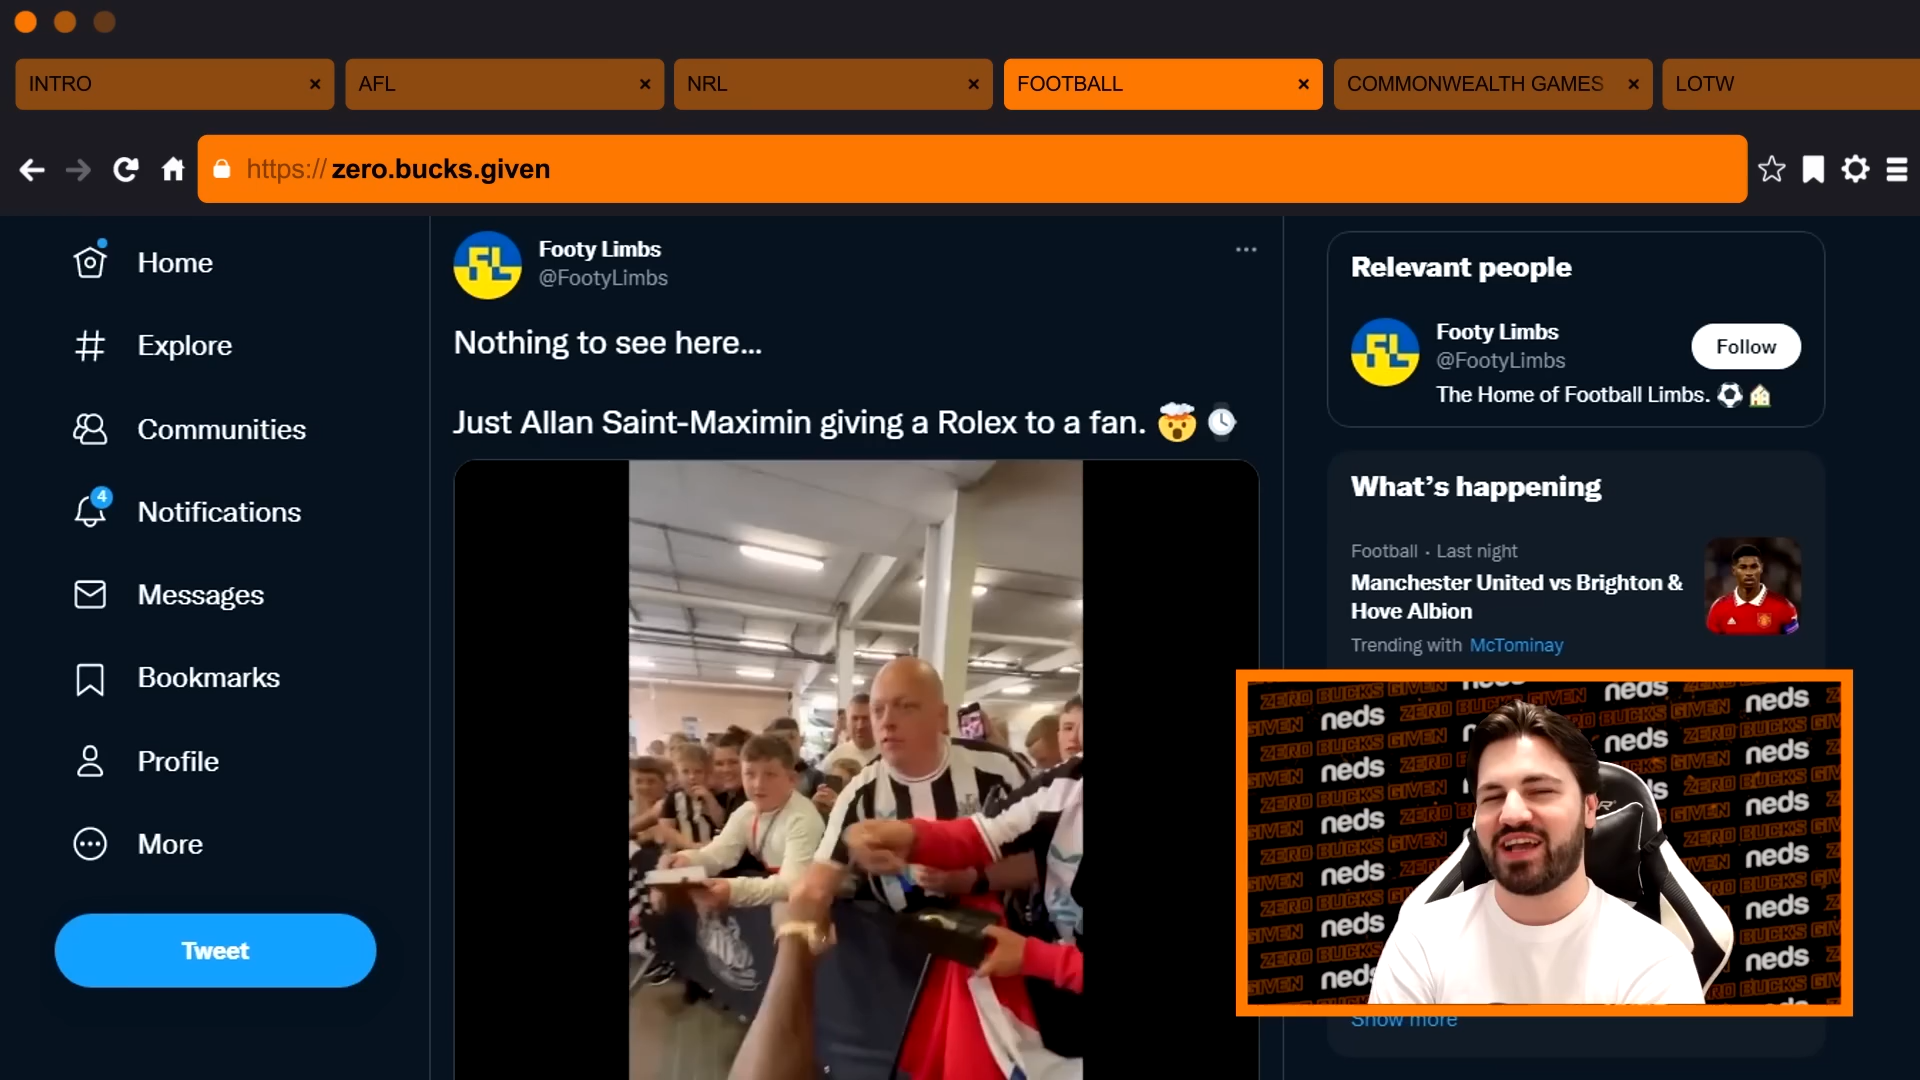 INTRO
AFL
NRL
FOOTBALL
COMMONWEALTH GAMES
LOTW
https:// zero.bucks.given
Home
Explore
Communities
4
Notifications
Messages
Bookmarks
Profile
More
Tweet
FL
Footy Limbs
@FootyLimbs
Nothing to see here...
Just Allan Saint-Maximin giving a Rolex to a fan.
Relevant people
FL
Footy Limbs
@FootyLimbs
Follow
The Home of Football Limbs.
What's happening
Football · Last night
Manchester United vs Brighton &
Hove Albion
Trending with McTominay
ZERO BUCKS GIVEN neds
Show more